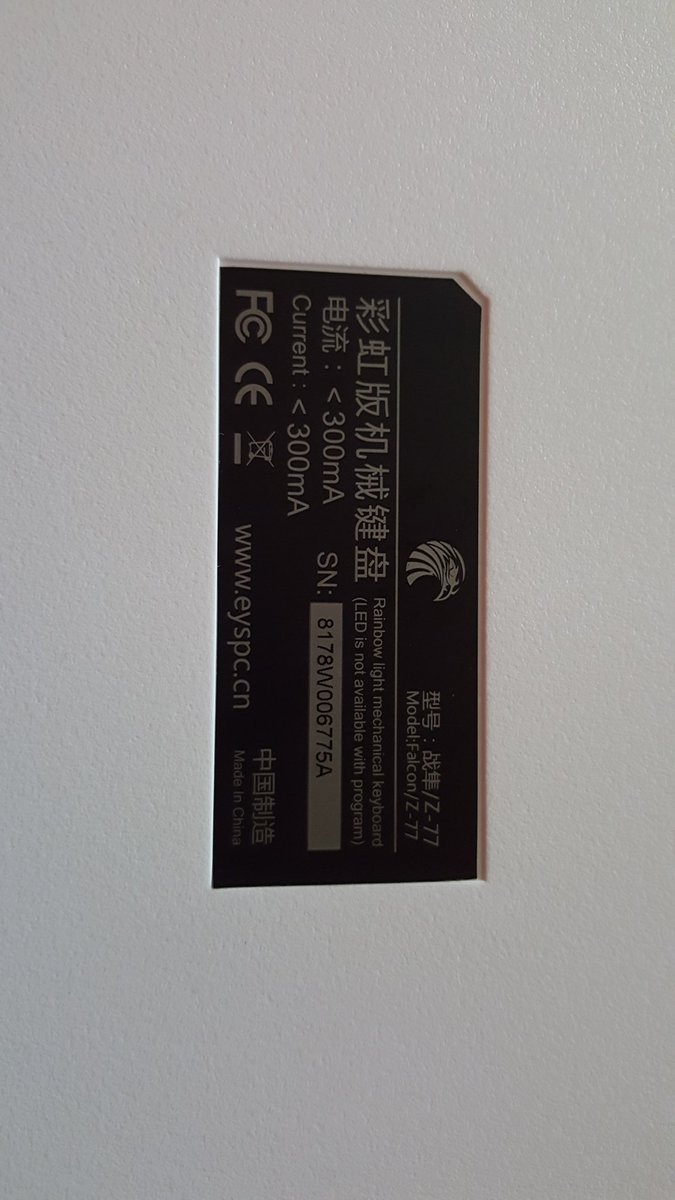 型号：战隼/Z-77
Model:Falcon/Z-77
彩虹版机械键盘
Rainbow light mechanical keyboard
(LED is not available with program)
电流：＜300mA
Current：＜300mA
SN: 8178W006775A
FC CE
www.eyspc.cn
中国制造
Made In China